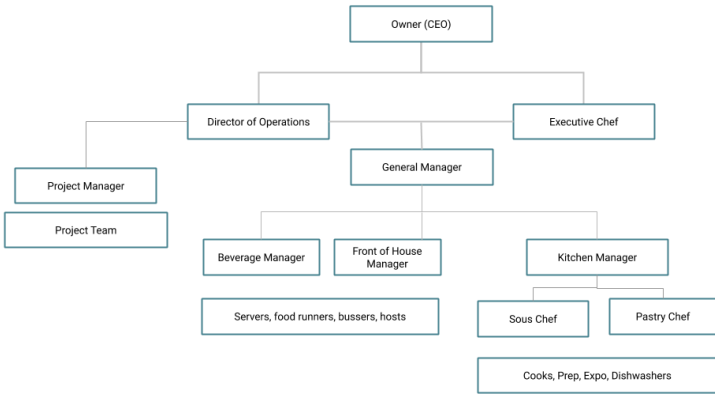 Owner (CEO)
Director of Operations
Executive Chef
General Manager
Project Manager
Project Team
Beverage Manager
Front of House
Manager
Kitchen Manager
Servers, food runners, bussers, hosts
Sous Chef
Pastry Chef
Cooks, Prep, Expo, Dishwashers